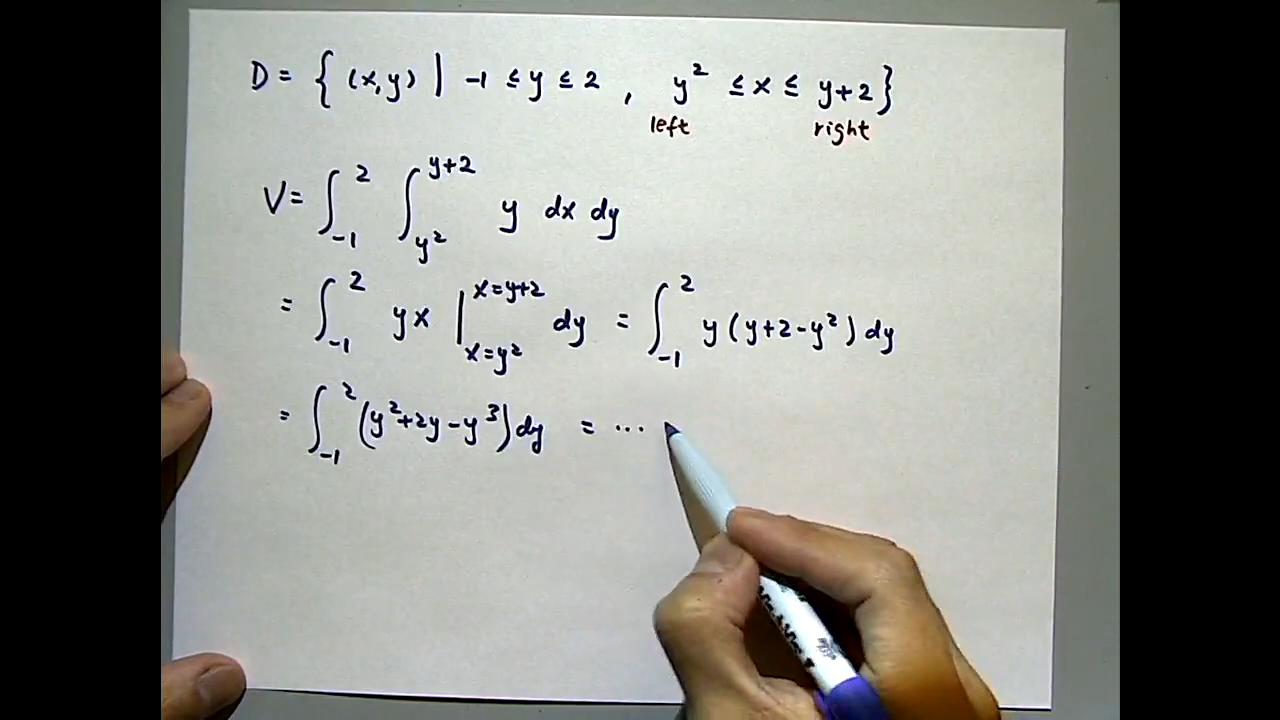 D = { (x,y) | -1 ≤ y ≤ 2 , y² ≤ x ≤ y+2 }
left right
V = ∫_{-1}^{2} ∫_{y²}^{y+2} y dx dy
= ∫_{-1}^{2} yx |_{x=y²}^{x=y+2} dy = ∫_{-1}^{2} y(y+2-y²) dy
= ∫_{-1}^{2} (y²+2y-y³) dy = ...